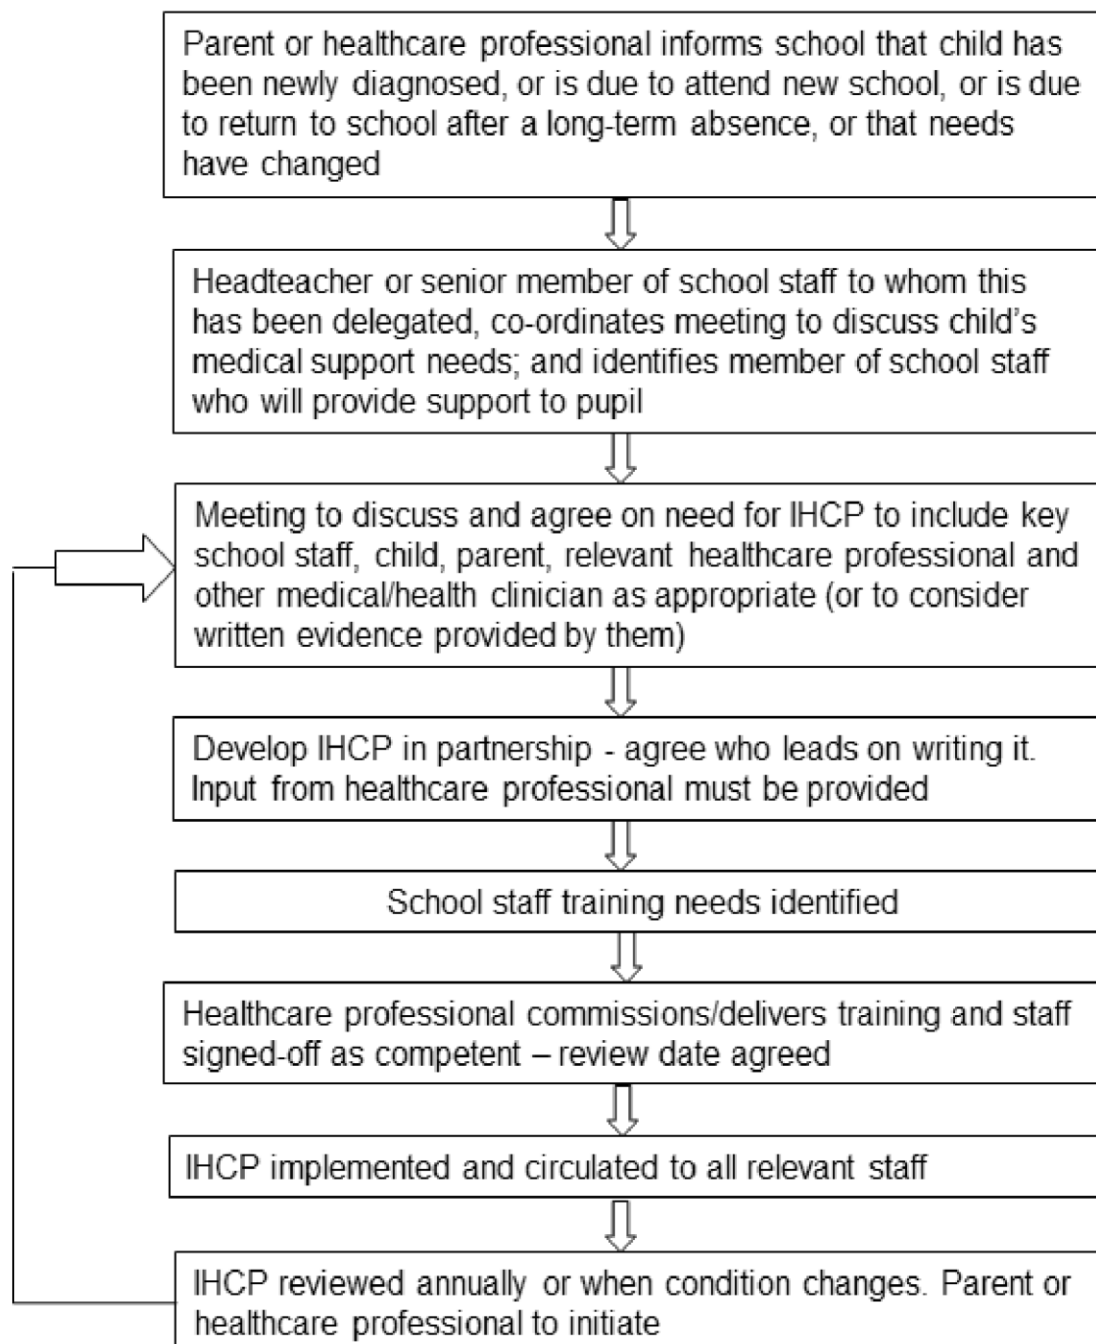 Parent or healthcare professional informs school that child has
been newly diagnosed, or is due to attend new school, or is due
to return to school after a long-term absence, or that needs
have changed
Headteacher or senior member of school staff to whom this
has been delegated, co-ordinates meeting to discuss child's
medical support needs; and identifies member of school staff
who will provide support to pupil
Meeting to discuss and agree on need for IHCP to include key
school staff, child, parent, relevant healthcare professional and
other medical/health clinician as appropriate (or to consider
written evidence provided by them)
Develop IHCP in partnership - agree who leads on writing it.
Input from healthcare professional must be provided
School staff training needs identified
Healthcare professional commissions/delivers training and staff
signed-off as competent – review date agreed
IHCP implemented and circulated to all relevant staff
IHCP reviewed annually or when condition changes. Parent or
healthcare professional to initiate